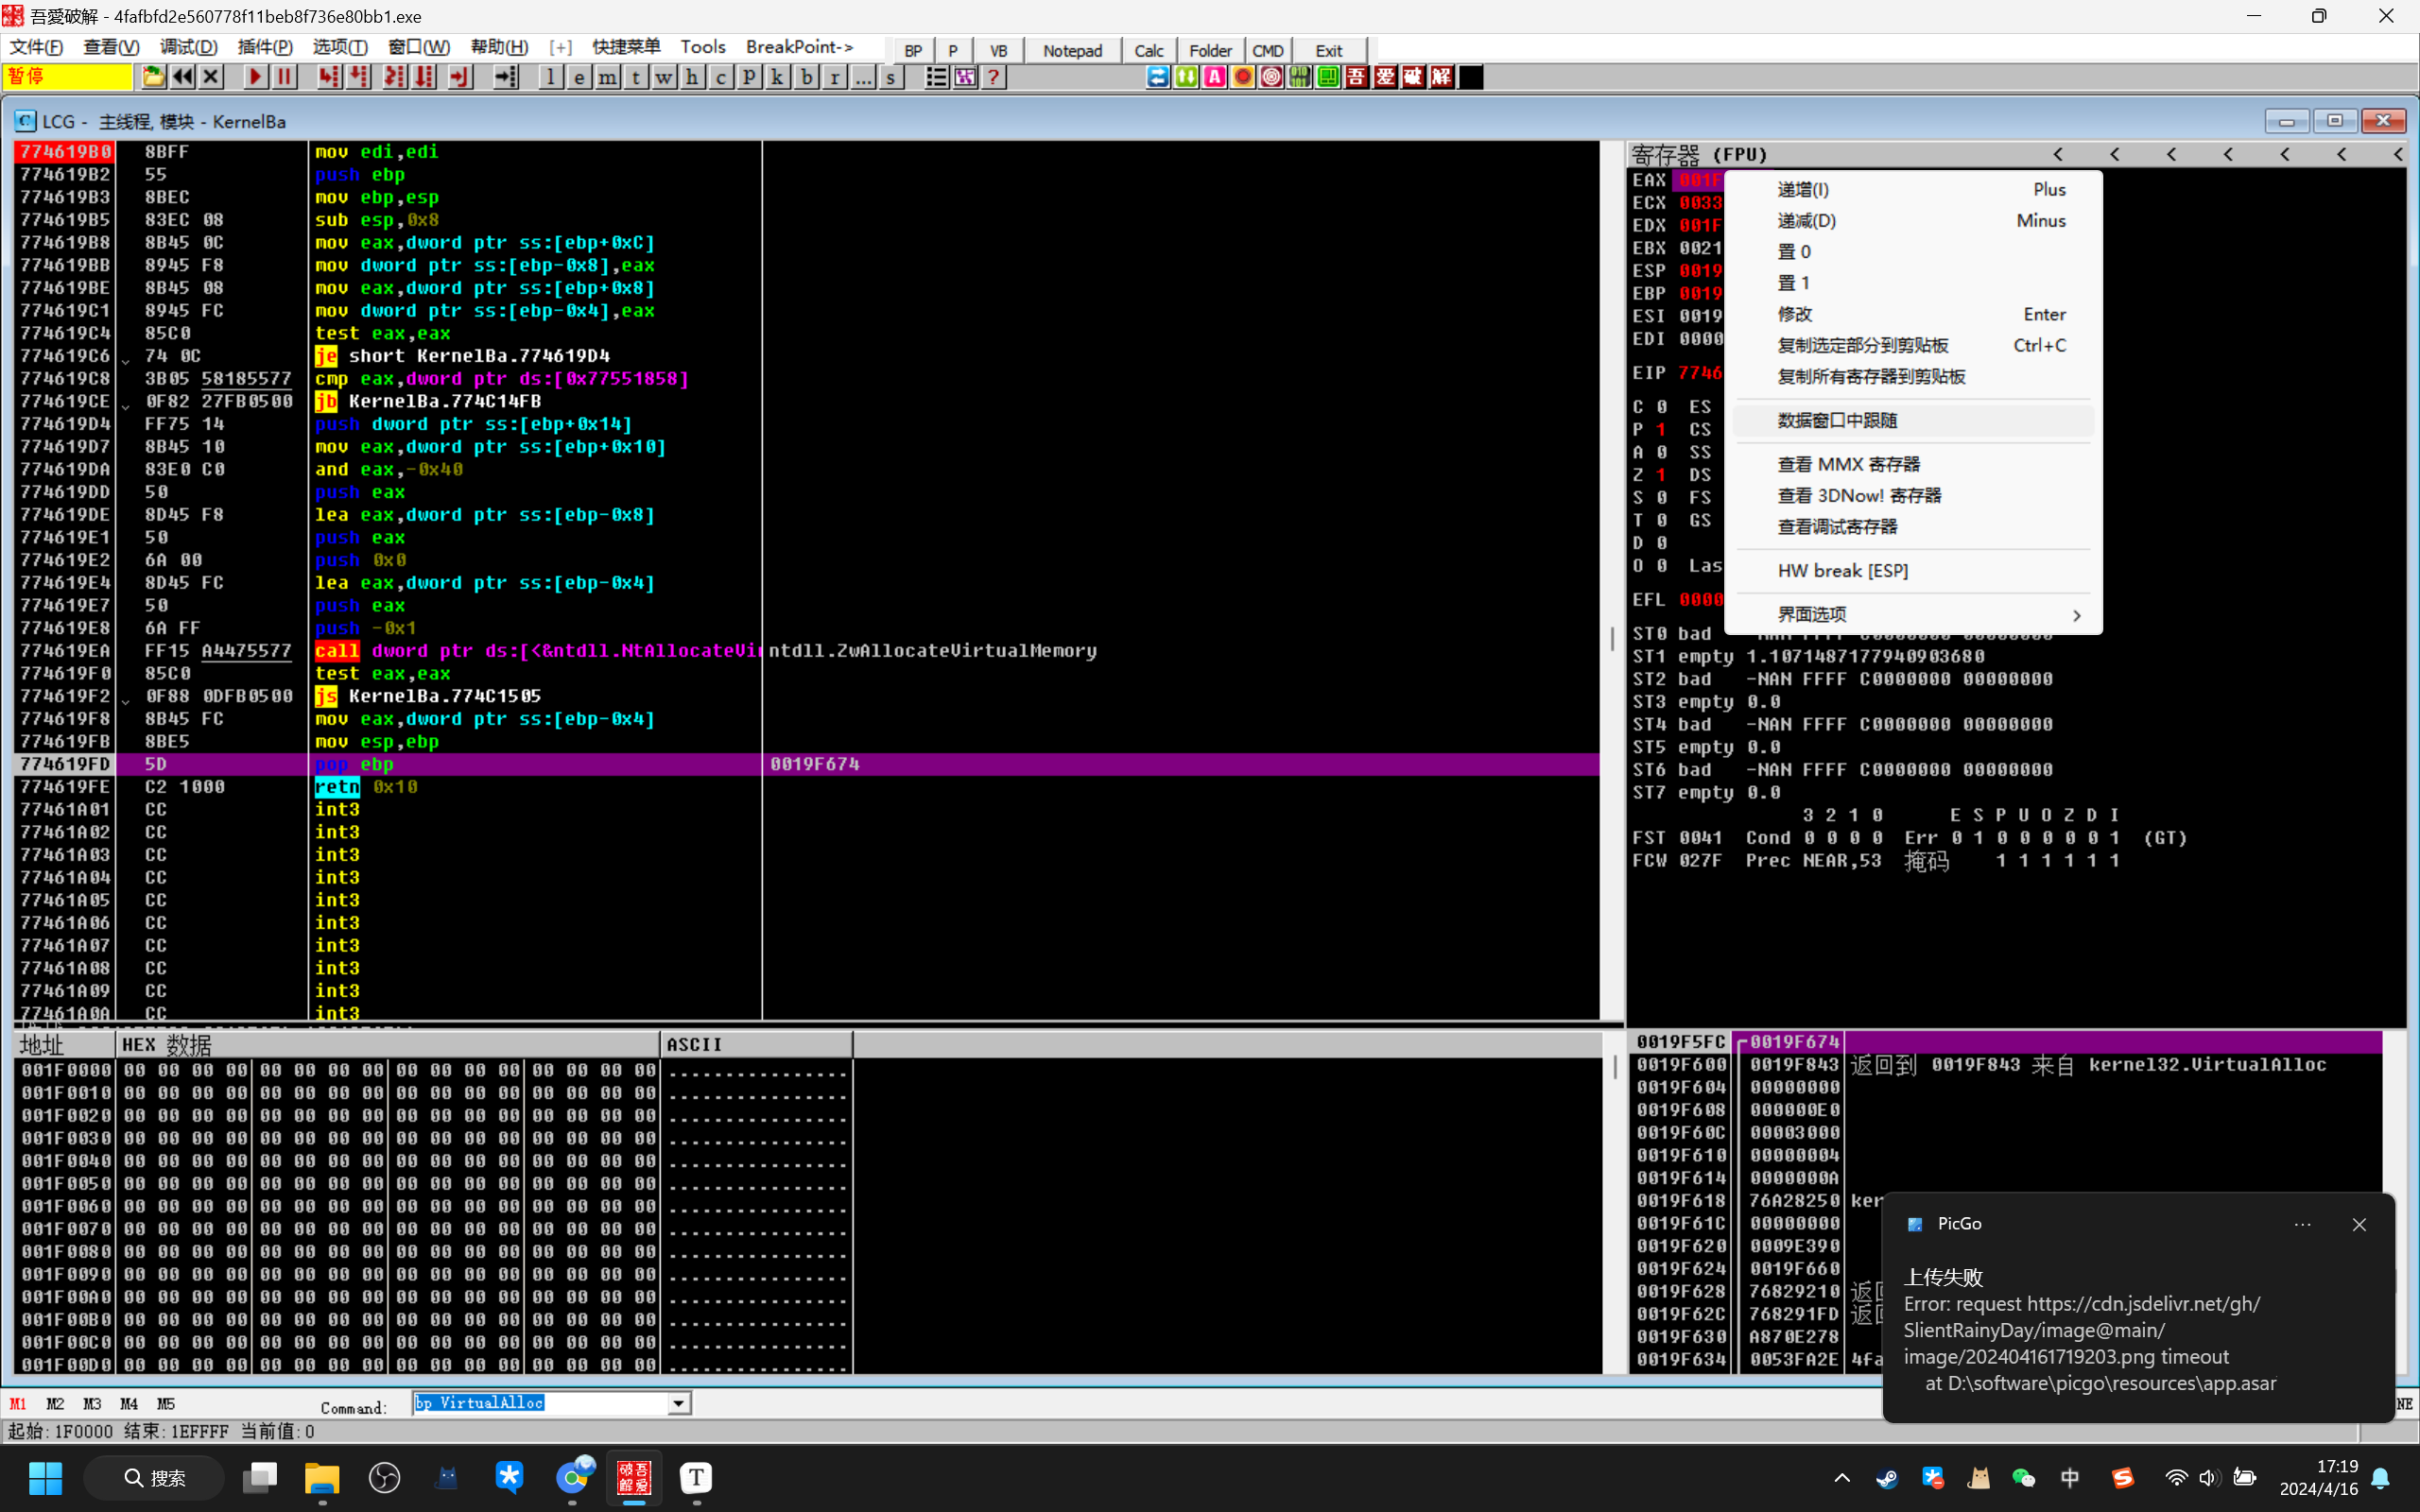 吾愛破解 - 4fafbfd2e560778f11beb8f736e80bb1.exe
文件(F) 查看(V) 调试(D) 插件(P) 选项(T) 窗口(W) 帮助(H) [+] 快捷菜单 Tools BreakPoint-> BP P VB Notepad Calc Folder CMD Exit
暂停 l e m t w h c p k b r ... s ? A 吾 爱 破 解
LCG - 主线程, 模块 - KernelBa
774619B0 8BFF mov edi,edi
774619B2 55 push ebp
774619B3 8BEC mov ebp,esp
774619B5 83EC 08 sub esp,0x8
774619B8 8B45 0C mov eax,dword ptr ss:[ebp+0xC]
774619BB 8945 F8 mov dword ptr ss:[ebp-0x8],eax
774619BE 8B45 08 mov eax,dword ptr ss:[ebp+0x8]
774619C1 8945 FC mov dword ptr ss:[ebp-0x4],eax
774619C4 85C0 test eax,eax
774619C6 74 0C je short KernelBa.774619D4
774619C8 3B05 58185577 cmp eax,dword ptr ds:[0x77551858]
774619CE 0F82 27FB0500 jb KernelBa.774C14FB
774619D4 FF75 14 push dword ptr ss:[ebp+0x14]
774619D7 8B45 10 mov eax,dword ptr ss:[ebp+0x10]
774619DA 83E0 C0 and eax,-0x40
774619DD 50 push eax
774619DE 8D45 F8 lea eax,dword ptr ss:[ebp-0x8]
774619E1 50 push eax
774619E2 6A 00 push 0x0
774619E4 8D45 FC lea eax,dword ptr ss:[ebp-0x4]
774619E7 50 push eax
774619E8 6A FF push -0x1
774619EA FF15 A4475577 call dword ptr ds:[<&ntdll.NtAllocateVi ntdll.ZwAllocateVirtualMemory
774619F0 85C0 test eax,eax
774619F2 0F88 0DFB0500 js KernelBa.774C1505
774619F8 8B45 FC mov eax,dword ptr ss:[ebp-0x4]
774619FB 8BE5 mov esp,ebp
774619FD 5D pop ebp 0019F674
774619FE C2 1000 retn 0x10
77461A01 CC int3
77461A02 CC int3
77461A03 CC int3
77461A04 CC int3
77461A05 CC int3
77461A06 CC int3
77461A07 CC int3
77461A08 CC int3
77461A09 CC int3
77461A0A CC int3
寄存器 (FPU) < < < < < < <
EAX 001F
ECX 0033
EDX 001F
EBX 0021
ESP 0019
EBP 0019
ESI 0019
EDI 0000
EIP 7746
C 0 ES
P 1 CS
A 0 SS
Z 1 DS
S 0 FS
T 0 GS
D 0
O 0 Las
EFL 0000
递增(I) Plus
递减(D) Minus
置 0
置 1
修改 Enter
复制选定部分到剪贴板 Ctrl+C
复制所有寄存器到剪贴板
数据窗口中跟随
查看 MMX 寄存器
查看 3DNow! 寄存器
查看调试寄存器
HW break [ESP]
界面选项
ST0 bad -NAN FFFF C0000000 00000000
ST1 empty 1.1071487177940903680
ST2 bad -NAN FFFF C0000000 00000000
ST3 empty 0.0
ST4 bad -NAN FFFF C0000000 00000000
ST5 empty 0.0
ST6 bad -NAN FFFF C0000000 00000000
ST7 empty 0.0
3 2 1 0 E S P U O Z D I
FST 0041 Cond 0 0 0 0 Err 0 1 0 0 0 0 0 1 (GT)
FCW 027F Prec NEAR,53 掩码 1 1 1 1 1 1
地址 HEX 数据 ASCII
001F0000 00 00 00 00 00 00 00 00 00 00 00 00 00 00 00 00 ................
001F0010 00 00 00 00 00 00 00 00 00 00 00 00 00 00 00 00 ................
001F0020 00 00 00 00 00 00 00 00 00 00 00 00 00 00 00 00 ................
001F0030 00 00 00 00 00 00 00 00 00 00 00 00 00 00 00 00 ................
001F0040 00 00 00 00 00 00 00 00 00 00 00 00 00 00 00 00 ................
001F0050 00 00 00 00 00 00 00 00 00 00 00 00 00 00 00 00 ................
001F0060 00 00 00 00 00 00 00 00 00 00 00 00 00 00 00 00 ................
001F0070 00 00 00 00 00 00 00 00 00 00 00 00 00 00 00 00 ................
001F0080 00 00 00 00 00 00 00 00 00 00 00 00 00 00 00 00 ................
001F0090 00 00 00 00 00 00 00 00 00 00 00 00 00 00 00 00 ................
001F00A0 00 00 00 00 00 00 00 00 00 00 00 00 00 00 00 00 ................
001F00B0 00 00 00 00 00 00 00 00 00 00 00 00 00 00 00 00 ................
001F00C0 00 00 00 00 00 00 00 00 00 00 00 00 00 00 00 00 ................
001F00D0 00 00 00 00 00 00 00 00 00 00 00 00 00 00 00 00 ................
0019F5FC 0019F674
0019F600 0019F843 返回到 0019F843 来自 kernel32.VirtualAlloc
0019F604 00000000
0019F608 000000E0
0019F60C 00003000
0019F610 00000004
0019F614 0000000A
0019F618 76A28250 ker
0019F61C 00000000
0019F620 0009E390
0019F624 0019F660
0019F628 76829210 返回
0019F62C 768291FD 返回
0019F630 A870E278
0019F634 0053FA2E 4fa
PicGo
上传失败
Error: request https://cdn.jsdelivr.net/gh/
SlientRainyDay/image@main/
image/202404161719203.png timeout
at D:\software\picgo\resources\app.asar
M1 M2 M3 M4 M5 Command: bp VirtualAlloc NE
起始: 1F0000 结束: 1EFFFF 当前值: 0
搜索 破吾解爱 T 中 S 17:19
2024/4/16